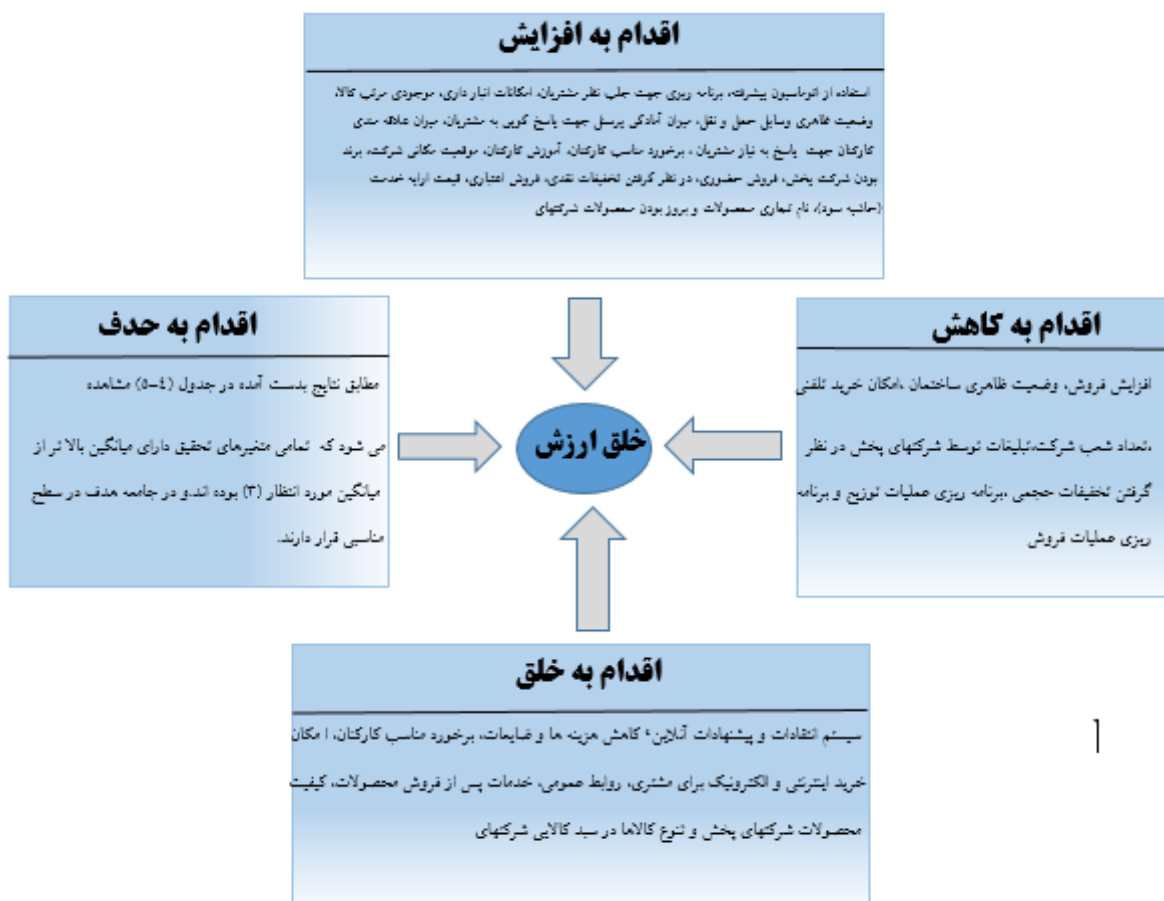 اقدام به افزایش
استفاده از اتوماسیون پیشرفته، برنامه ریزی جهت جلب نظر مشتریان، امکانات انبار داری، موجودی مرتب کالا،
وضعیت ظاهری وسایل حمل و نقل، میزان آمادگی پرسنل جهت پاسخ گویی به مشتریان، میزان علاقه مندی
کارکنان جهت پاسخ به نیاز مشتریان ، برخورد مناسب کارکنان، آموزش کارکنان، موقعیت مکانی شرکت، برند
بودن شرکت پخش، فروش حضوری، در نظر گرفتن تخفیفات نقدی، فروش اعتباری، قیمت ارایه خدمت
(حاشیه سود)، نام تجاری محصولات و بروز بودن محصولات شرکتهای
اقدام به کاهش
افزایش فروش، وضعیت ظاهری ساختمان ،امکان خرید تلفنی
،تعداد شعب شرکت،تبلیغات توسط شرکتهای پخش در نظر
گرفتن تخفیفات حجمی ،برنامه ریزی عملیات توزیع و برنامه
ریزی عملیات فروش
خلق ارزش
اقدام به حذف
مطابق نتایج بدست آمده در جدول (۴-۵) مشاهده
می شود که تمامی متغیرهای تحقیق دارای میانگین بالا تر از
میانگین مورد انتظار (۳) بوده اند.و در جامعه هدف در سطح
مناسبی قرار دارند.
اقدام به خلق
سیستم انتقادات و پیشنهادات آنلاین، کاهش هزینه ها و ضایعات، برخورد مناسب کارکنان، ا مکان
خرید اینترنتی و الکترونیک برای مشتری، روابط عمومی، خدمات پس از فروش محصولات، کیفیت
محصولات شرکتهای پخش و تنوع کالاها در سبد کالایی شرکتهای